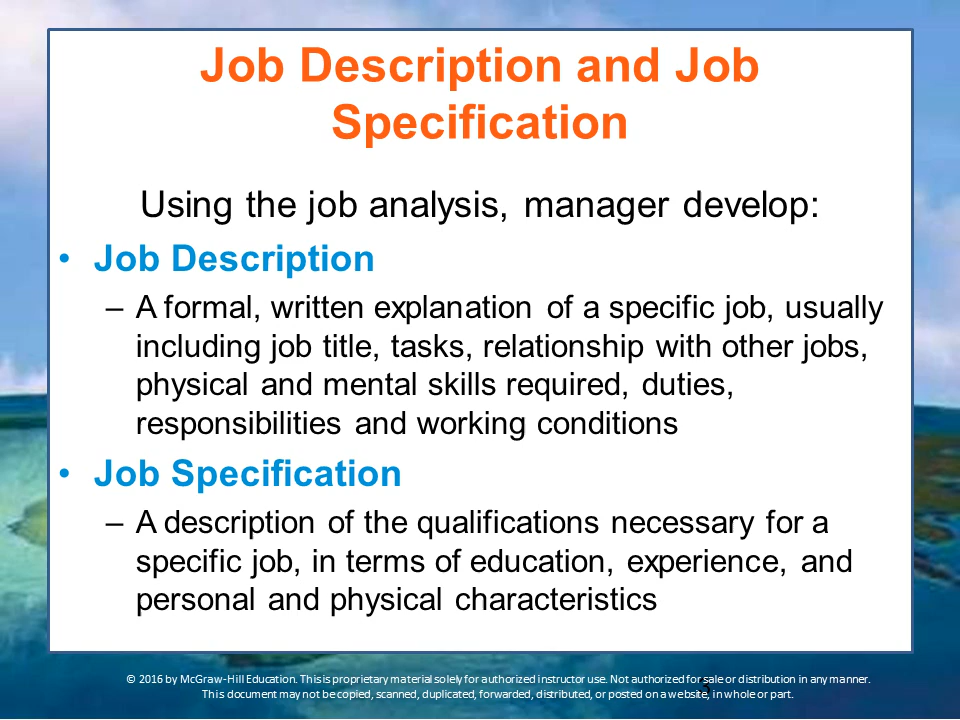 Job Description and Job
Specification
Using the job analysis, manager develop:
• Job Description
– A formal, written explanation of a specific job, usually
including job title, tasks, relationship with other jobs,
physical and mental skills required, duties,
responsibilities and working conditions
• Job Specification
– A description of the qualifications necessary for a
specific job, in terms of education, experience, and
personal and physical characteristics
© 2016 by McGraw-Hill Education. This is proprietary material solely for authorized instructor use. Not authorized for sale or distribution in any manner.
This document may not be copied, scanned, duplicated, forwarded, distributed, or posted on a website, in whole or part.